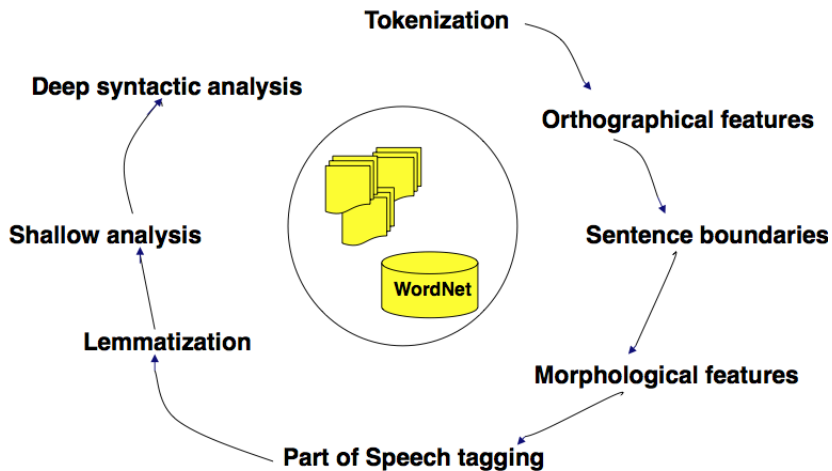 Tokenization
Orthographical features
Sentence boundaries
Morphological features
Part of Speech tagging
Lemmatization
Shallow analysis
Deep syntactic analysis
WordNet